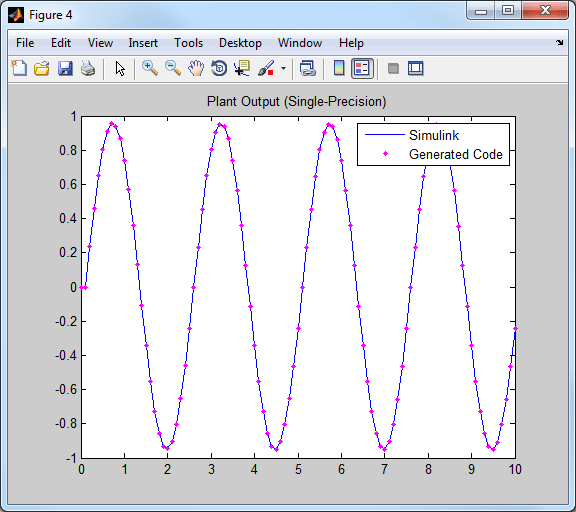 Figure 4
File Edit View Insert Tools Desktop Window Help
Plant Output (Single-Precision)
Simulink
Generated Code
1
0.8
0.6
0.4
0.2
0
-0.2
-0.4
-0.6
-0.8
-1
0 1 2 3 4 5 6 7 8 9 10